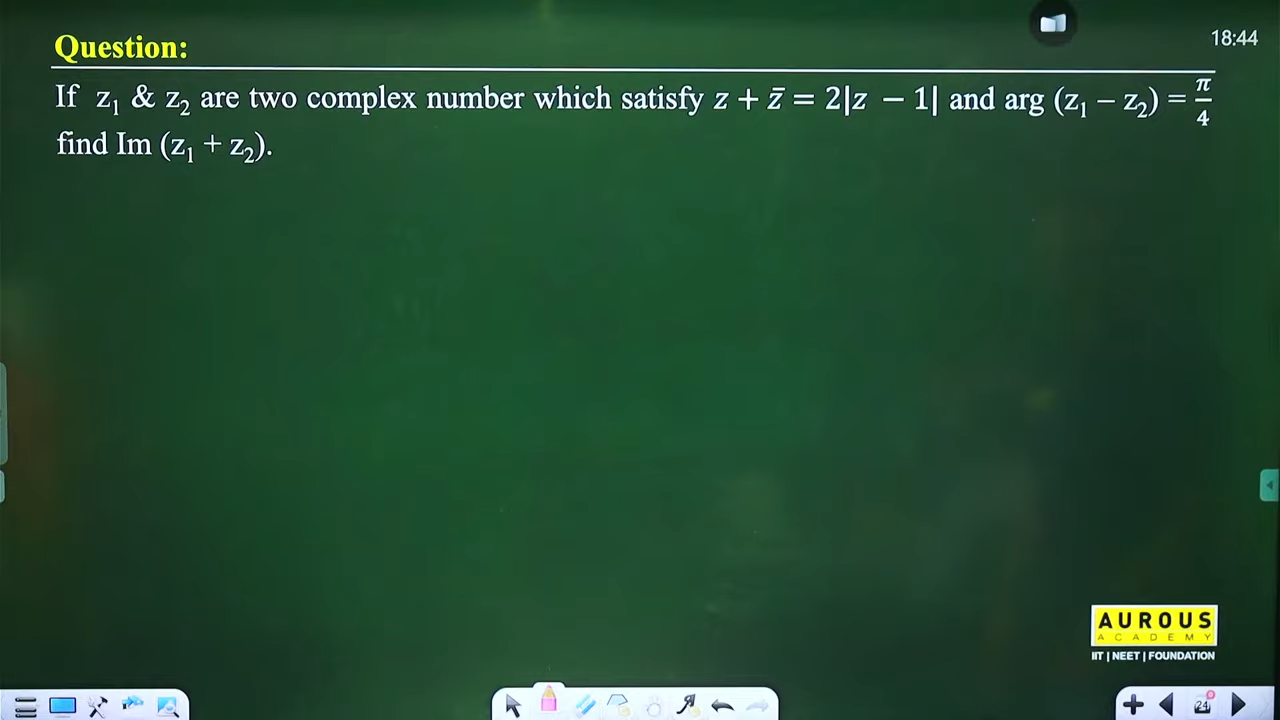 18:44
Question:
If z₁ & z₂ are two complex number which satisfy z + z̄ = 2|z − 1| and arg (z₁ − z₂) = π/4
find Im (z₁ + z₂).
AUROUS
ACADEMY
IIT | NEET | FOUNDATION
24